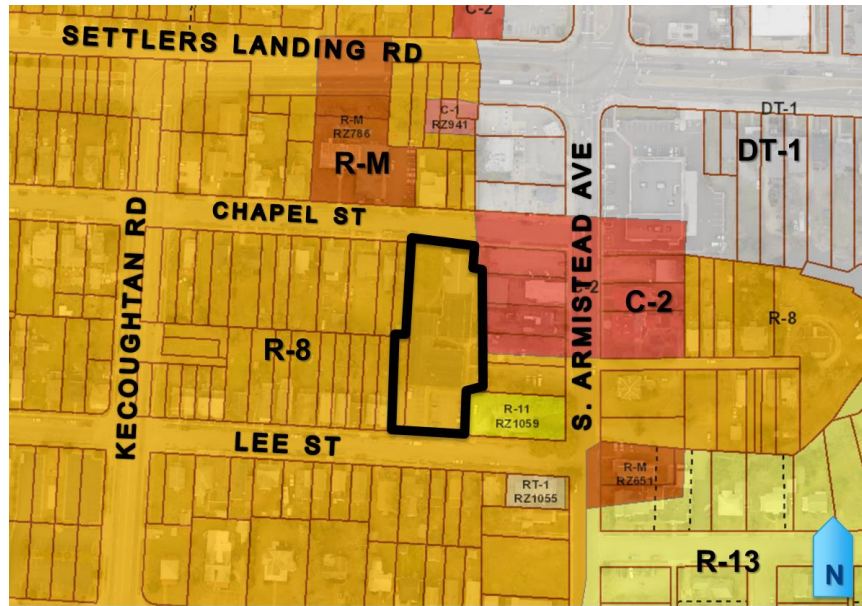 C-2
SETTLERS LANDING RD
C-1
RZ941
DT-1
R-M
RZ786
DT-1
R-M
S. ARMISTEAD AVE
CHAPEL ST
KECOUGHTAN RD
C-2
C-2
R-8
R-8
R-11
RZ1059
LEE ST
R-M
RZ651
RT-1
RZ1055
R-13
N